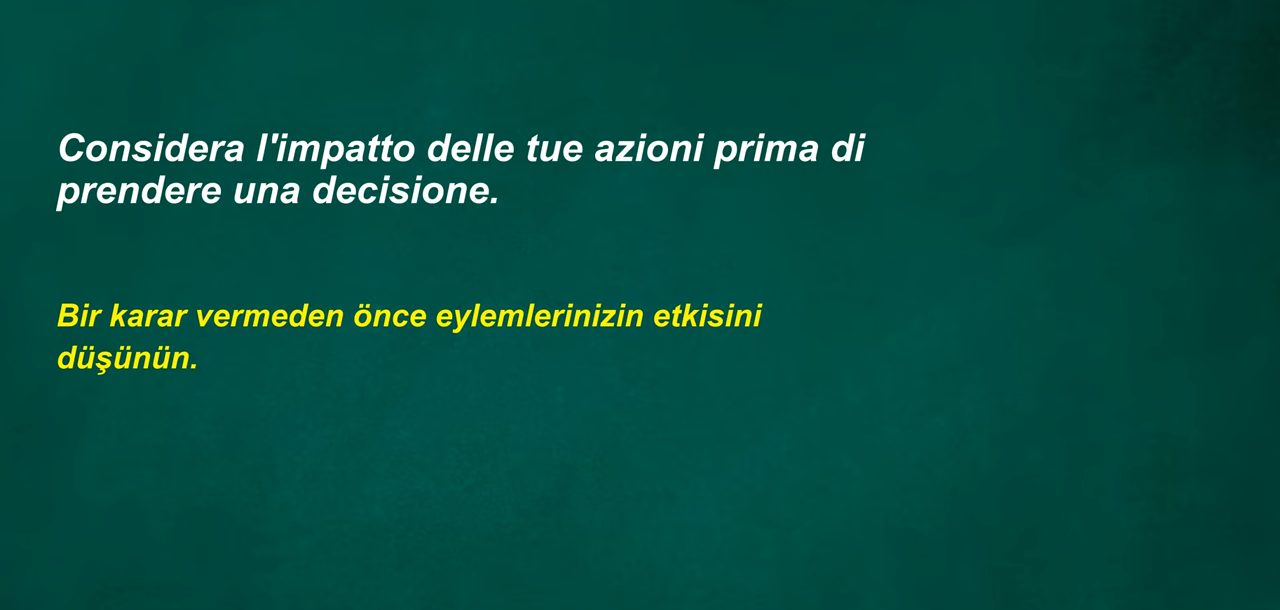 Considera l'impatto delle tue azioni prima di
prendere una decisione.
Bir karar vermeden önce eylemlerinizin etkisini
düşünün.